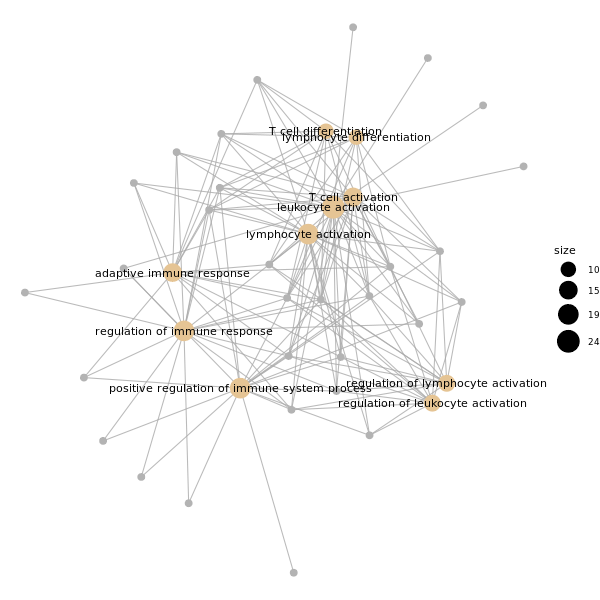 T cell differentiation
lymphocyte differentiation
T cell activation
leukocyte activation
lymphocyte activation
adaptive immune response
regulation of immune response
positive regulation of immune system process
regulation of lymphocyte activation
regulation of leukocyte activation
size
10
15
19
24